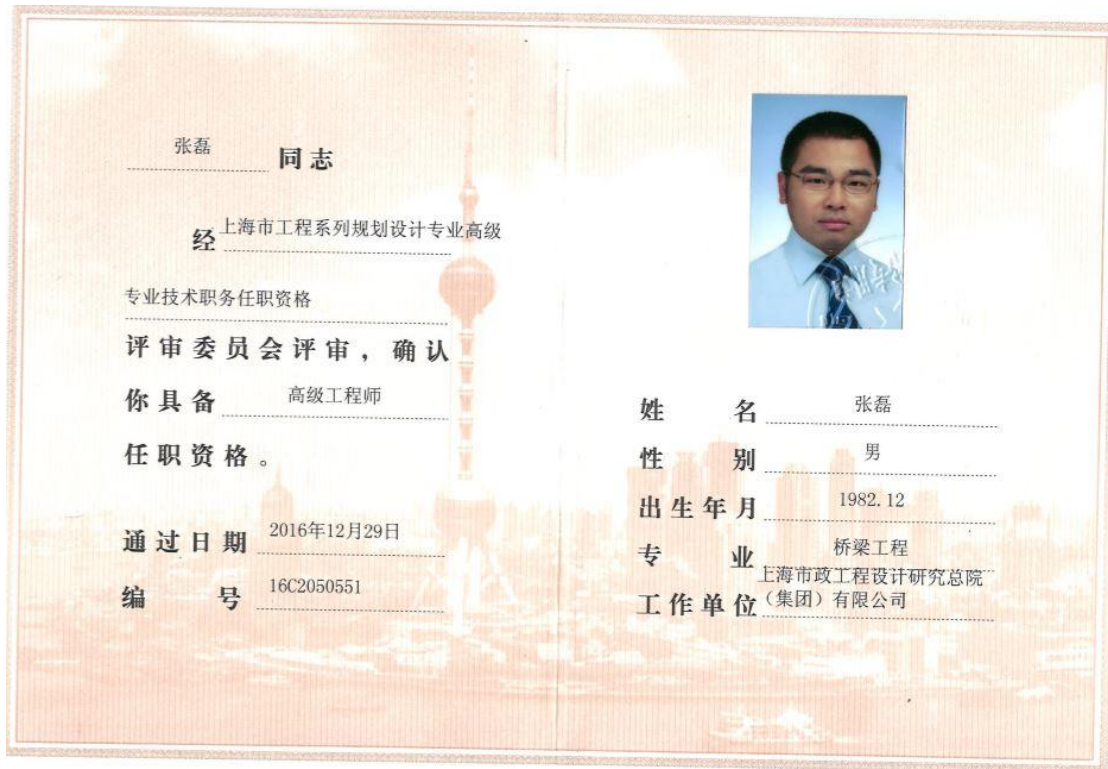 张磊 同志
经 上海市工程系列规划设计专业高级
专业技术职务任职资格
评审委员会评审，确认
你具备 高级工程师
任职资格。
通过日期 2016年12月29日
编号 16C2050551
姓名 张磊
性别 男
出生年月 1982.12
专业 桥梁工程
工作单位 上海市政工程设计研究总院
（集团）有限公司